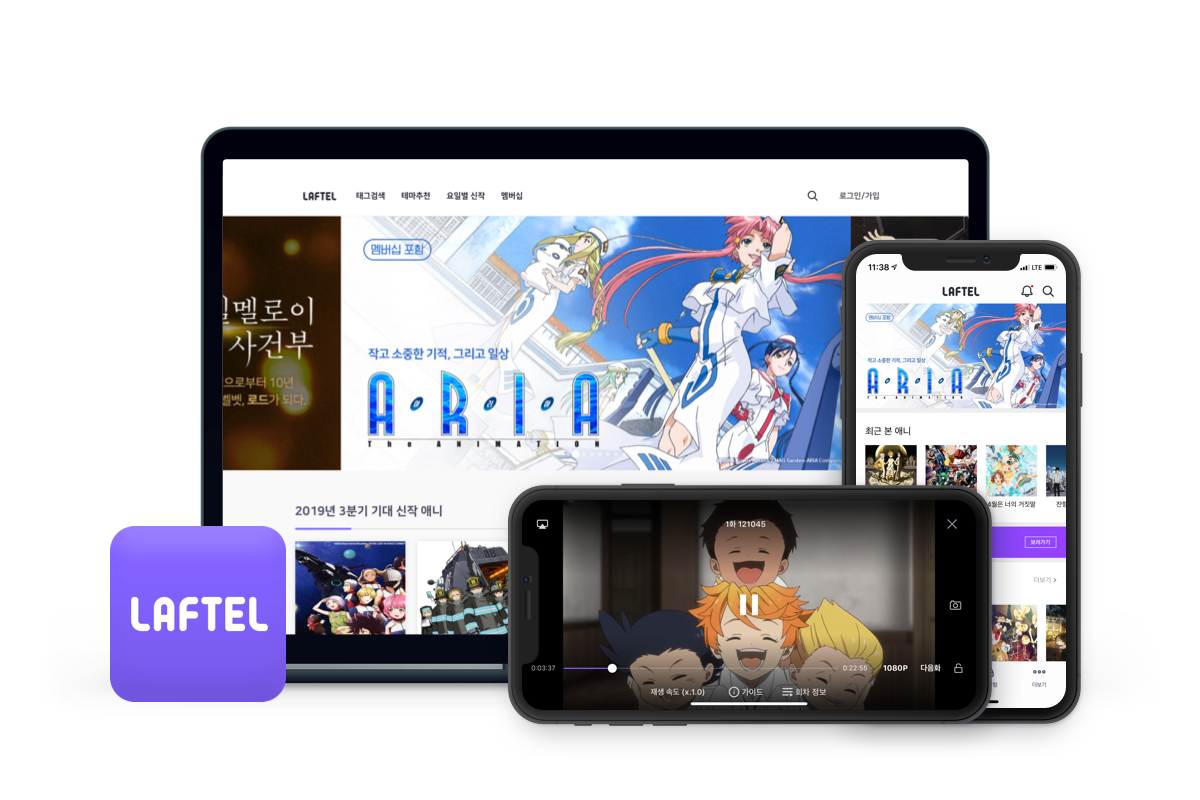 LAFTEL 태그검색 테마추천 요일별 신작 멤버십 로그인/가입
멤버십 포함
멜로이
사건부
으로부터 10년
벨벳, 로드가 되다.
작고 소중한 기적, 그리고 일상
ARIA
The ANIMATION
2019년 3분기 기대 신작 애니
LAFTEL
11:38 LTE
LAFTEL
멤버십 포함
작고 소중한 기적, 그리고 일상
ARIA
The ANIMATION
최근 본 애니
4월은 너의 거짓말
보러가기
더보기 >
더보기
1화 121045
0:03:37 0:22:55 1080P 다음화
재생 속도 (x.1.0) 가이드 회차 정보